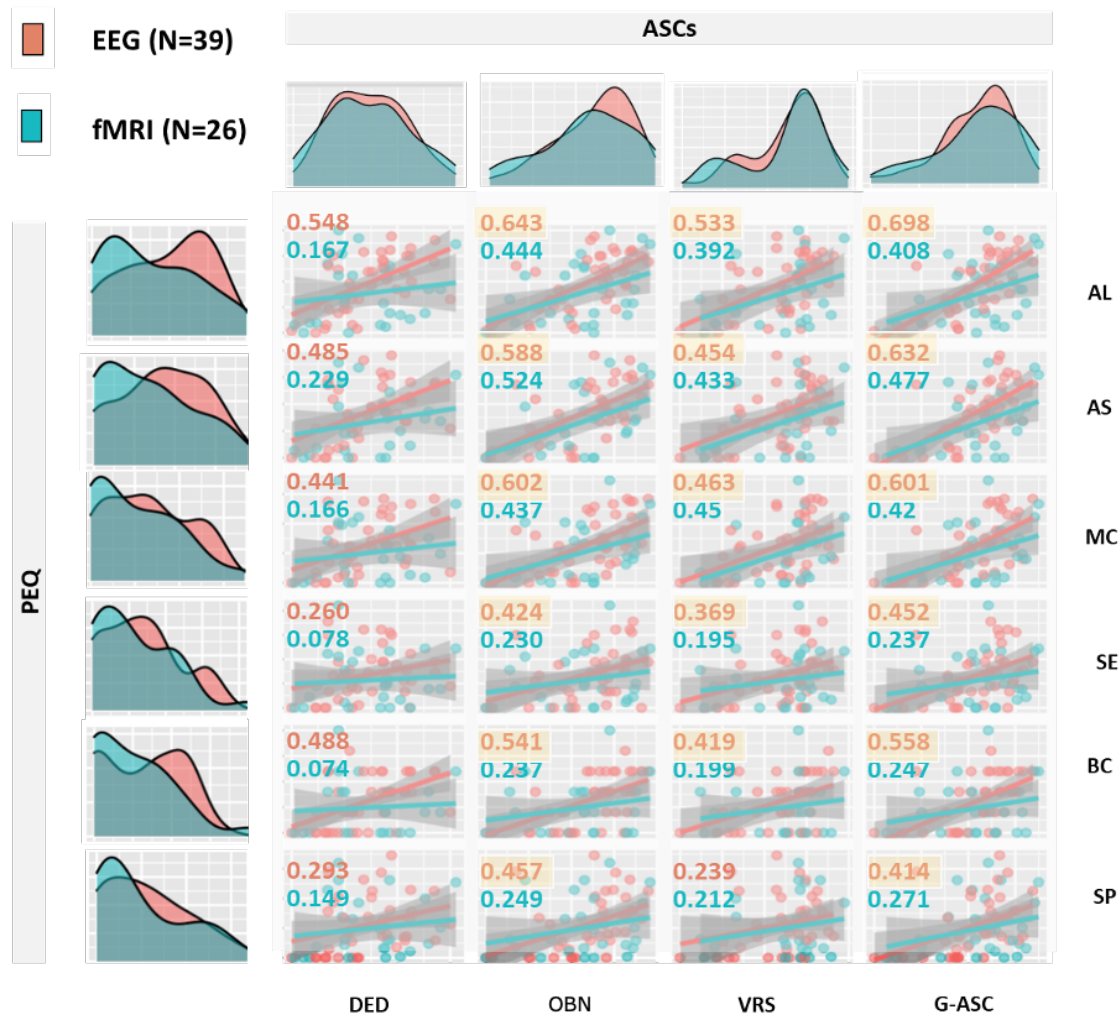 EEG (N=39)
fMRI (N=26)
ASCs
PEQ
0.548 0.643 0.533 0.698
0.167 0.444 0.392 0.408
AL
0.485 0.588 0.454 0.632
0.229 0.524 0.433 0.477
AS
0.441 0.602 0.463 0.601
0.166 0.437 0.45 0.42
MC
0.260 0.424 0.369 0.452
0.078 0.230 0.195 0.237
SE
0.488 0.541 0.419 0.558
0.074 0.237 0.199 0.247
BC
0.293 0.457 0.239 0.414
0.149 0.249 0.212 0.271
SP
DED OBN VRS G-ASC